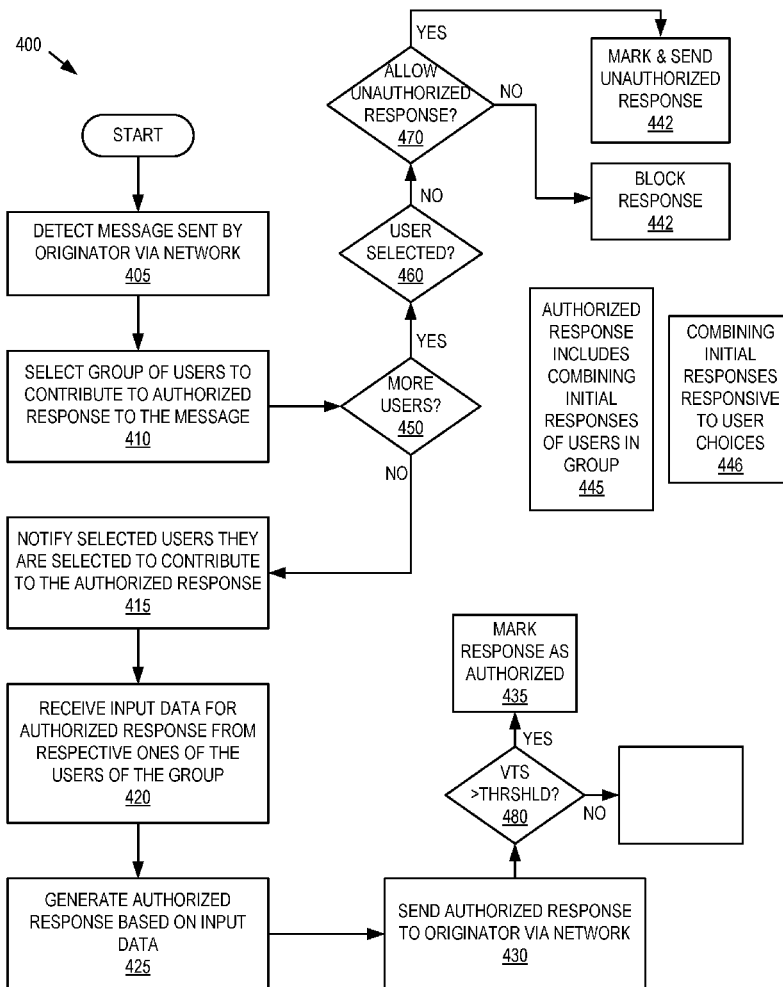 400
START
DETECT MESSAGE SENT BY
ORIGINATOR VIA NETWORK
405
SELECT GROUP OF USERS TO
CONTRIBUTE TO AUTHORIZED
RESPONSE TO THE MESSAGE
410
MORE
USERS?
450
YES
NO
USER
SELECTED?
460
NO
ALLOW
UNAUTHORIZED
RESPONSE?
470
YES
NO
MARK & SEND
UNAUTHORIZED
RESPONSE
442
BLOCK
RESPONSE
442
AUTHORIZED
RESPONSE
INCLUDES
COMBINING
INITIAL
RESPONSES
OF USERS IN
GROUP
445
COMBINING
INITIAL
RESPONSES
RESPONSIVE
TO USER
CHOICES
446
NOTIFY SELECTED USERS THEY
ARE SELECTED TO CONTRIBUTE
TO THE AUTHORIZED RESPONSE
415
RECEIVE INPUT DATA FOR
AUTHORIZED RESPONSE FROM
RESPECTIVE ONES OF THE
USERS OF THE GROUP
420
GENERATE AUTHORIZED
RESPONSE BASED ON INPUT
DATA
425
SEND AUTHORIZED RESPONSE
TO ORIGINATOR VIA NETWORK
430
VTS
>THRSHLD?
480
YES
NO
MARK
RESPONSE AS
AUTHORIZED
435